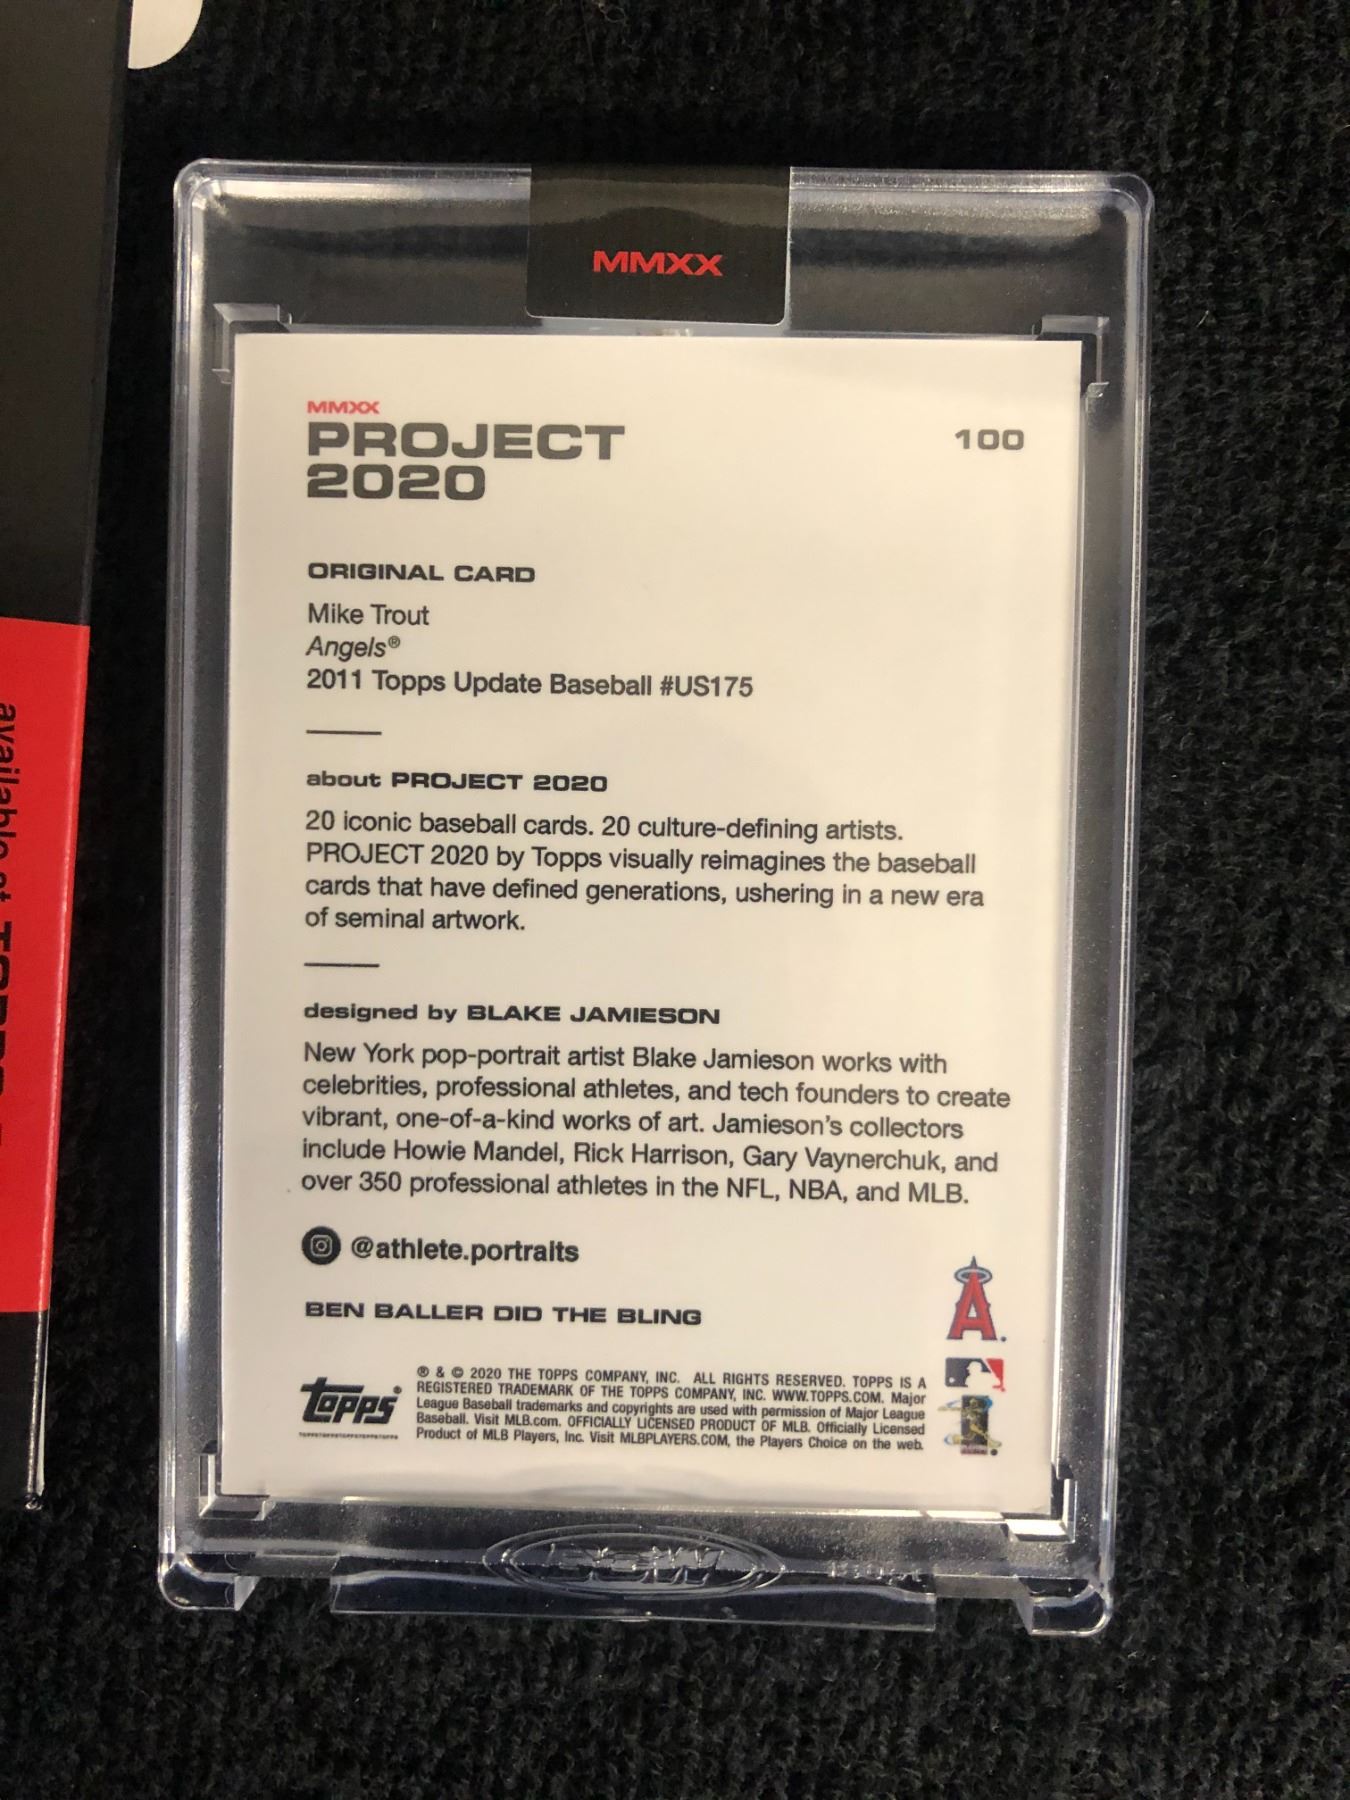 MMXX
MMXX
PROJECT
2020
100
ORIGINAL CARD
Mike Trout
Angels®
2011 Topps Update Baseball #US175
about PROJECT 2020
20 iconic baseball cards. 20 culture-defining artists.
PROJECT 2020 by Topps visually reimagines the baseball
cards that have defined generations, ushering in a new era
of seminal artwork.
designed by BLAKE JAMIESON
New York pop-portrait artist Blake Jamieson works with
celebrities, professional athletes, and tech founders to create
vibrant, one-of-a-kind works of art. Jamieson's collectors
include Howie Mandel, Rick Harrison, Gary Vaynerchuk, and
over 350 professional athletes in the NFL, NBA, and MLB.
@athlete.portraits
BEN BALLER DID THE BLING
A
topps
® & © 2020 THE TOPPS COMPANY, INC. ALL RIGHTS RESERVED. TOPPS IS A
REGISTERED TRADEMARK OF THE TOPPS COMPANY, INC. WWW.TOPPS.COM. Major
League Baseball trademarks and copyrights are used with permission of Major League
Baseball. Visit MLB.com. OFFICIALLY LICENSED PRODUCT OF MLB. Officially Licensed
Product of MLB Players, Inc. Visit MLBPLAYERS.COM, the Players Choice on the web.
available at